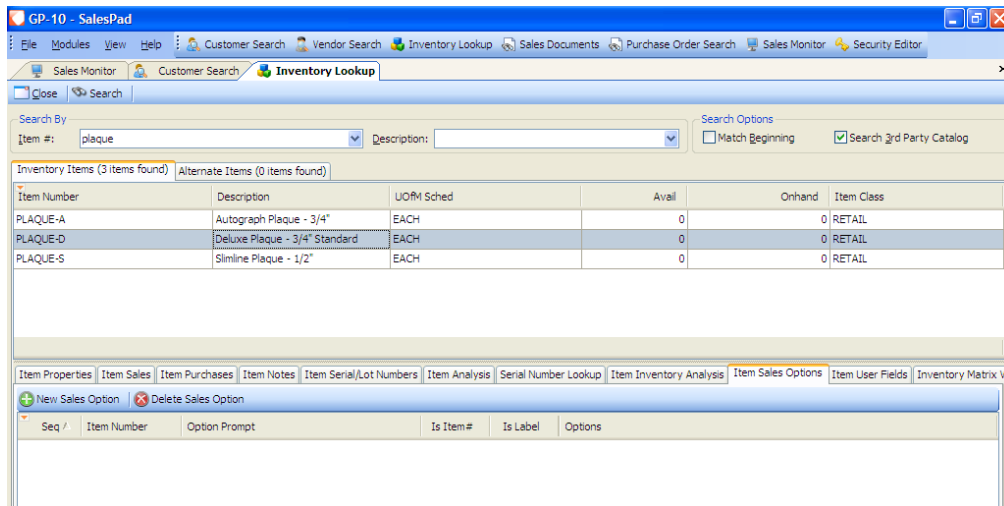 GP-10 - SalesPad
File Modules View Help Customer Search Vendor Search Inventory Lookup Sales Documents Purchase Order Search Sales Monitor Security Editor
Sales Monitor Customer Search Inventory Lookup
Close Search
Search By Search Options
Item #: plaque Description: Match Beginning Search 3rd Party Catalog
Inventory Items (3 items found) Alternate Items (0 items found)
Item Number Description UOfM Sched Avail Onhand Item Class
PLAQUE-A Autograph Plaque - 3/4" EACH 0 0 RETAIL
PLAQUE-D Deluxe Plaque - 3/4" Standard EACH 0 0 RETAIL
PLAQUE-S Slimline Plaque - 1/2" EACH 0 0 RETAIL
Item Properties Item Sales Item Purchases Item Notes Item Serial/Lot Numbers Item Analysis Serial Number Lookup Item Inventory Analysis Item Sales Options Item User Fields Inventory Matrix
New Sales Option Delete Sales Option
Seq Item Number Option Prompt Is Item# Is Label Options